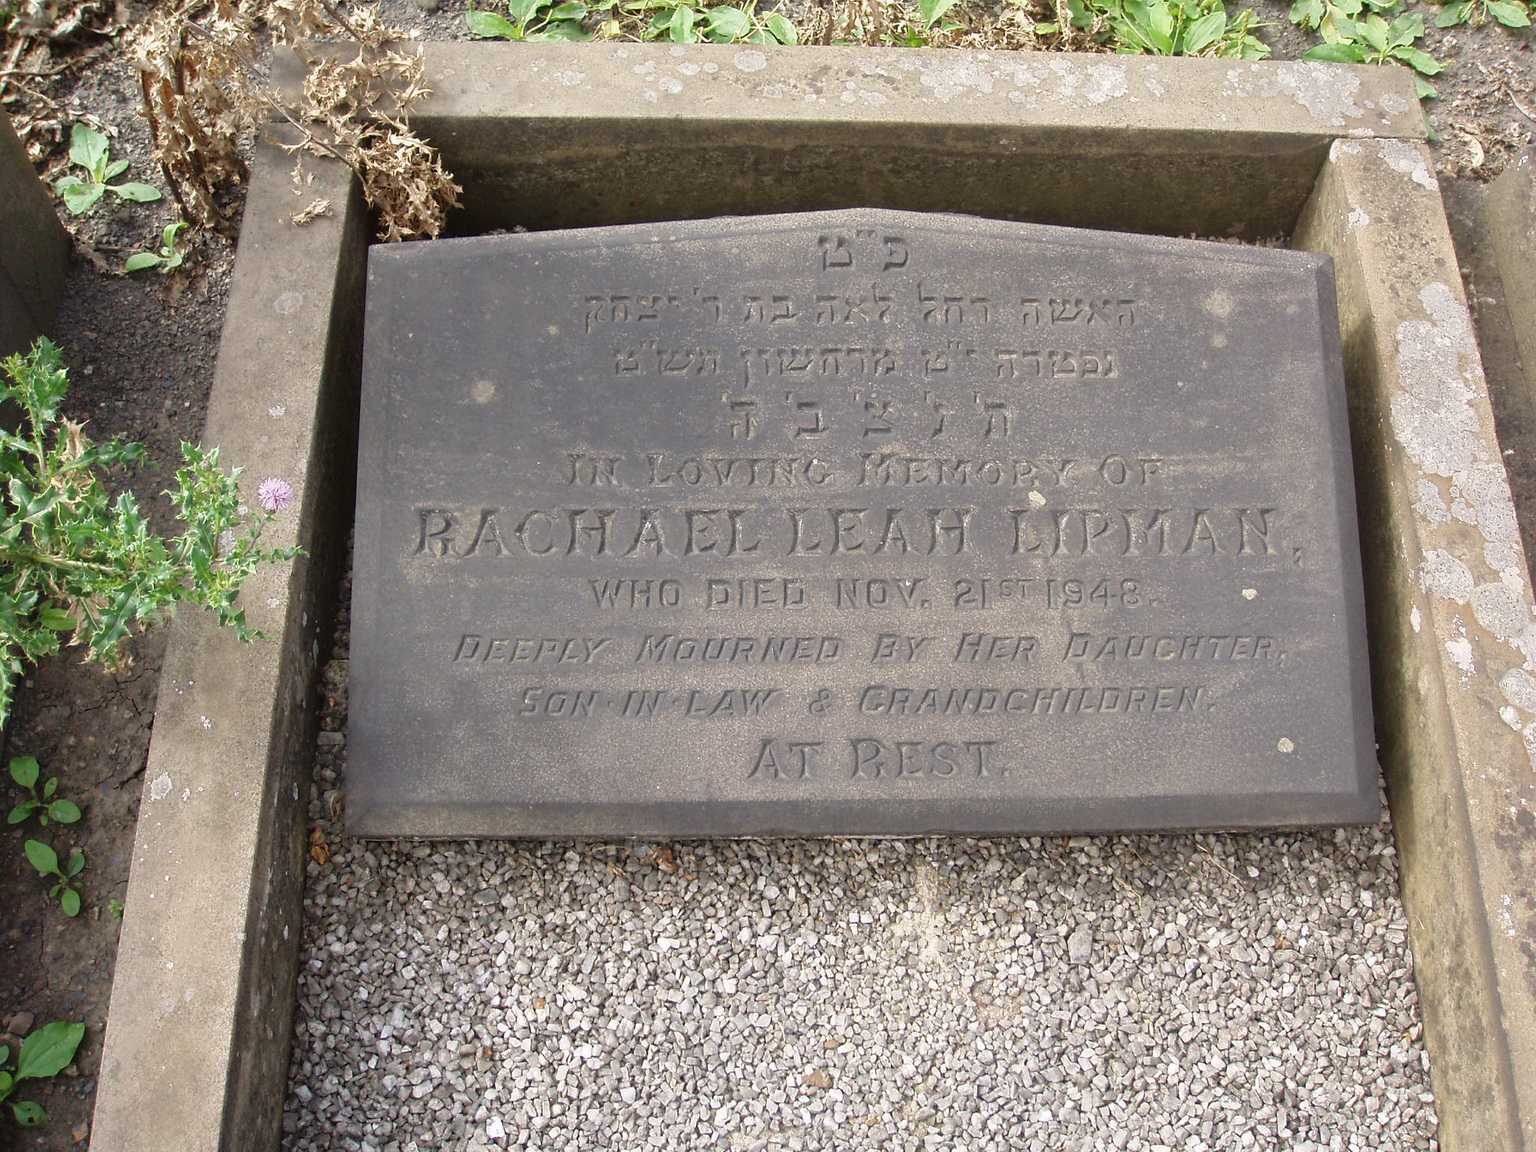 פ״ט
האשה רחל לאה בת ר׳ יצחק
נפטרה י״ט מרחשון תש״ט
ת׳ נ׳ צ׳ ב׳ ה׳
IN LOVING MEMORY OF
RACHAEL LEAH LIPMAN,
WHO DIED NOV. 21ST 1948.
DEEPLY MOURNED BY HER DAUGHTER,
SON-IN-LAW & GRANDCHILDREN.
AT REST.